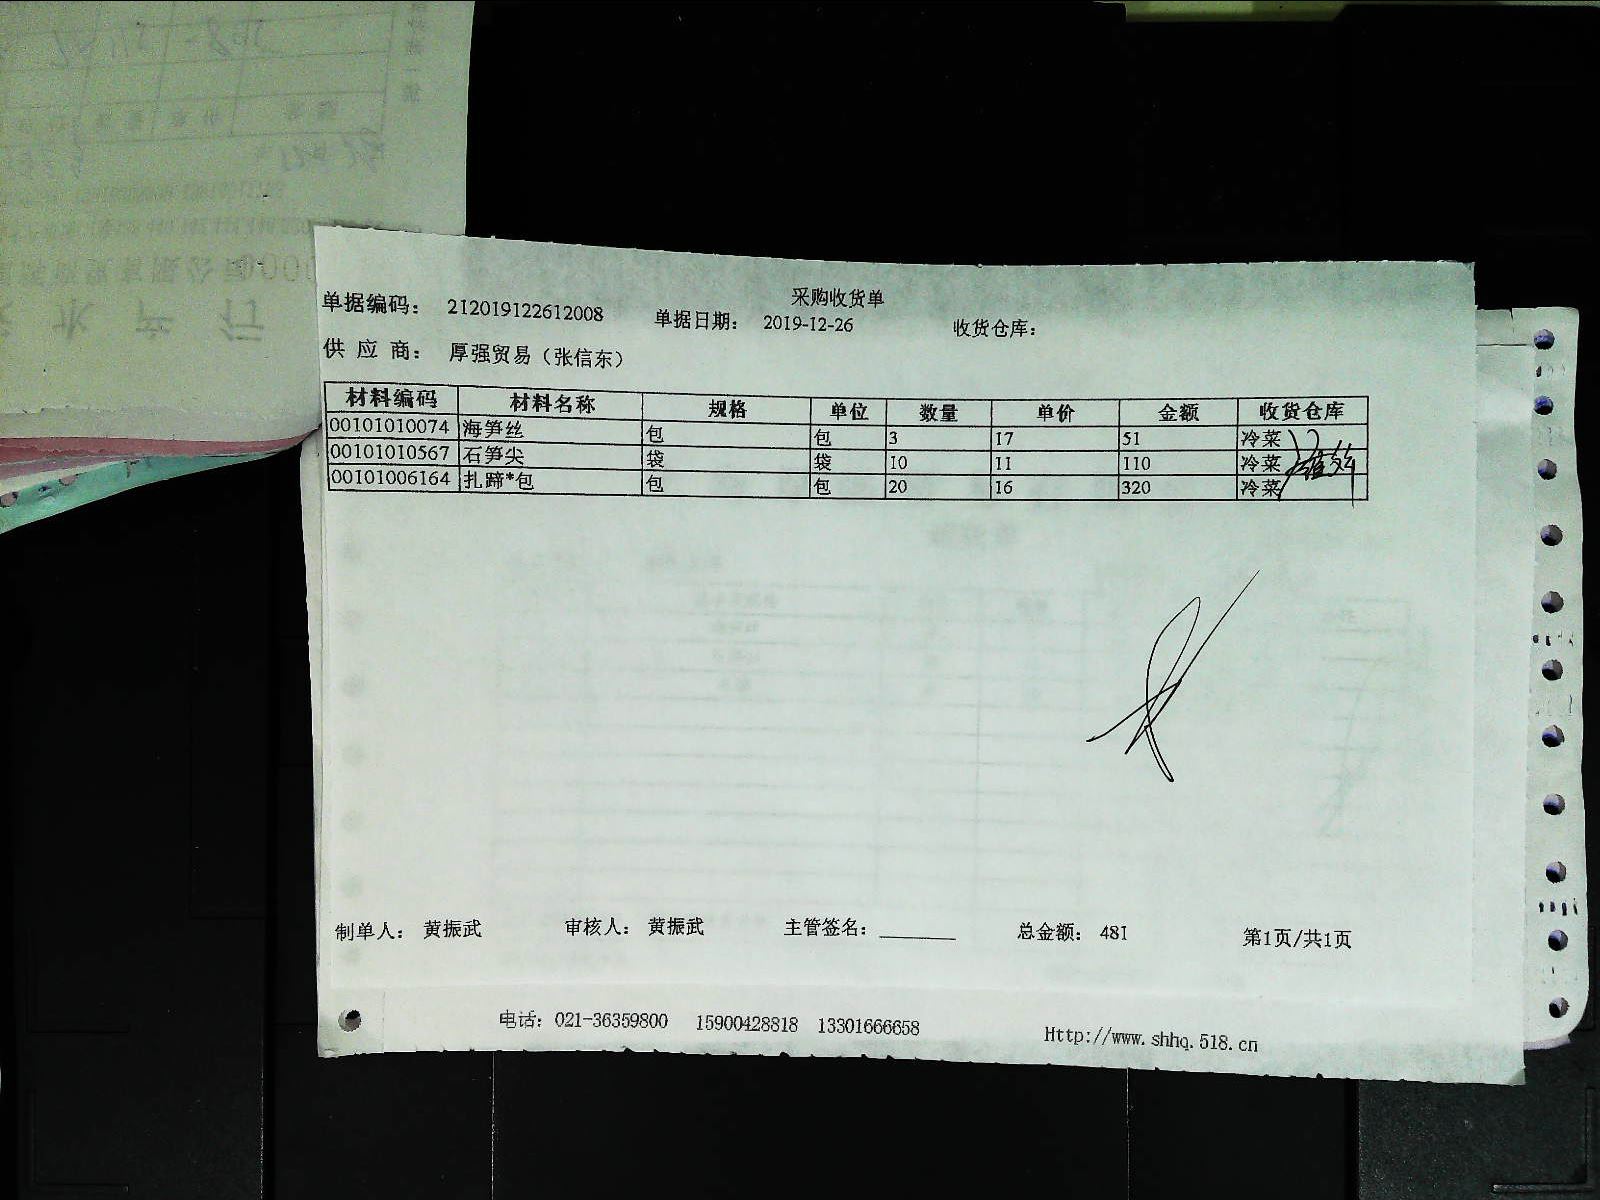 采购收货单
单据编码: 212019122612008 单据日期: 2019-12-26 收货仓库:
供 应 商: 厚强贸易（张信东）
材料编码 材料名称 规格 单位 数量 单价 金额 收货仓库
00101010074 海笋丝 包 包 3 17 51 冷菜
00101010567 石笋尖 袋 袋 10 11 110 冷菜
00101006164 扎蹄*包 包 包 20 16 320 冷菜
制单人: 黄振武 审核人: 黄振武 主管签名: 总金额: 481 第1页/共1页
电话: 021-36359800 15900428818 13301666658 Http://www.shhq.518.cn
水产行